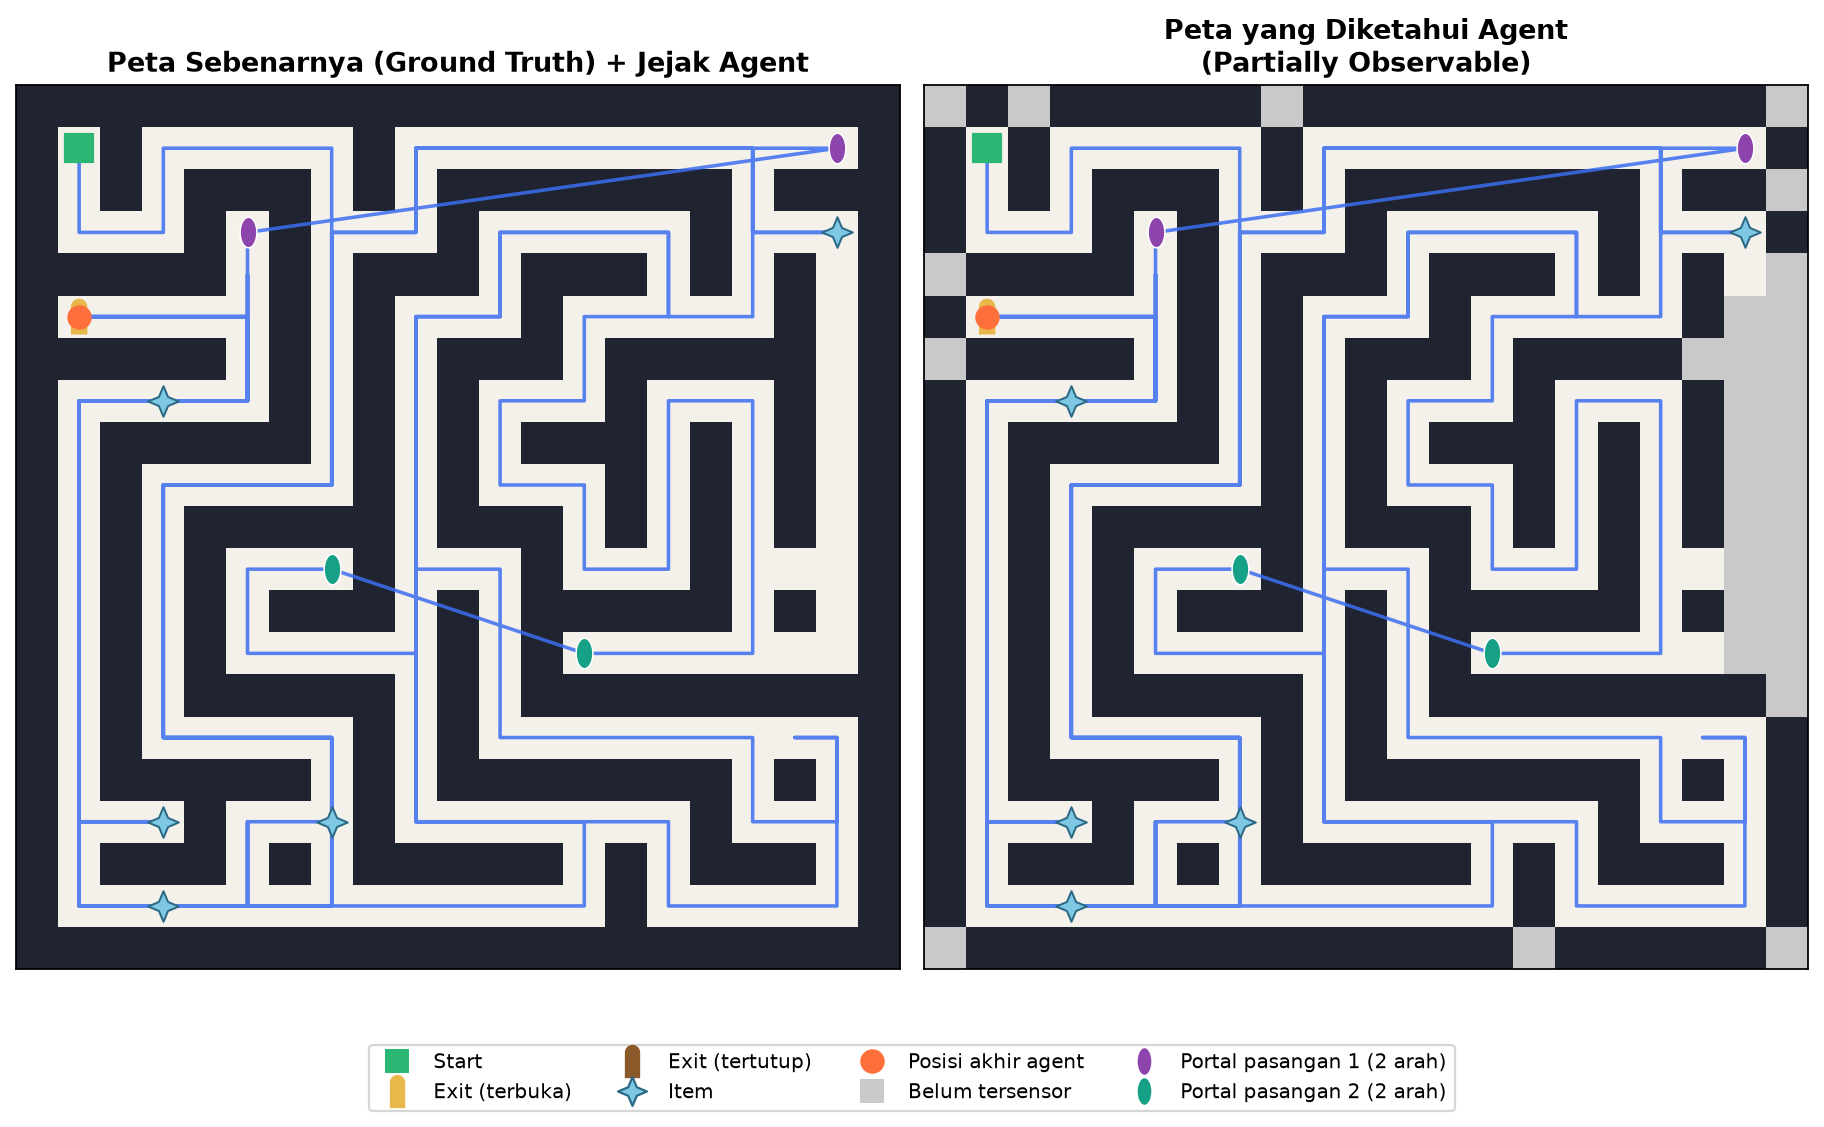 Peta Sebenarnya (Ground Truth) + Jejak Agent
Peta yang Diketahui Agent
(Partially Observable)
Start
Exit (terbuka)
Exit (tertutup)
Item
Posisi akhir agent
Belum tersensor
Portal pasangan 1 (2 arah)
Portal pasangan 2 (2 arah)